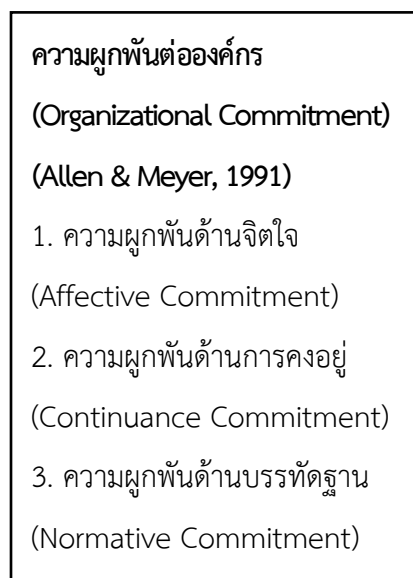 ความผูกพันต่อองค์กร
(Organizational Commitment)
(Allen & Meyer, 1991)
1. ความผูกพันด้านจิตใจ
(Affective Commitment)
2. ความผูกพันด้านการคงอยู่
(Continuance Commitment)
3. ความผูกพันด้านบรรทัดฐาน
(Normative Commitment)